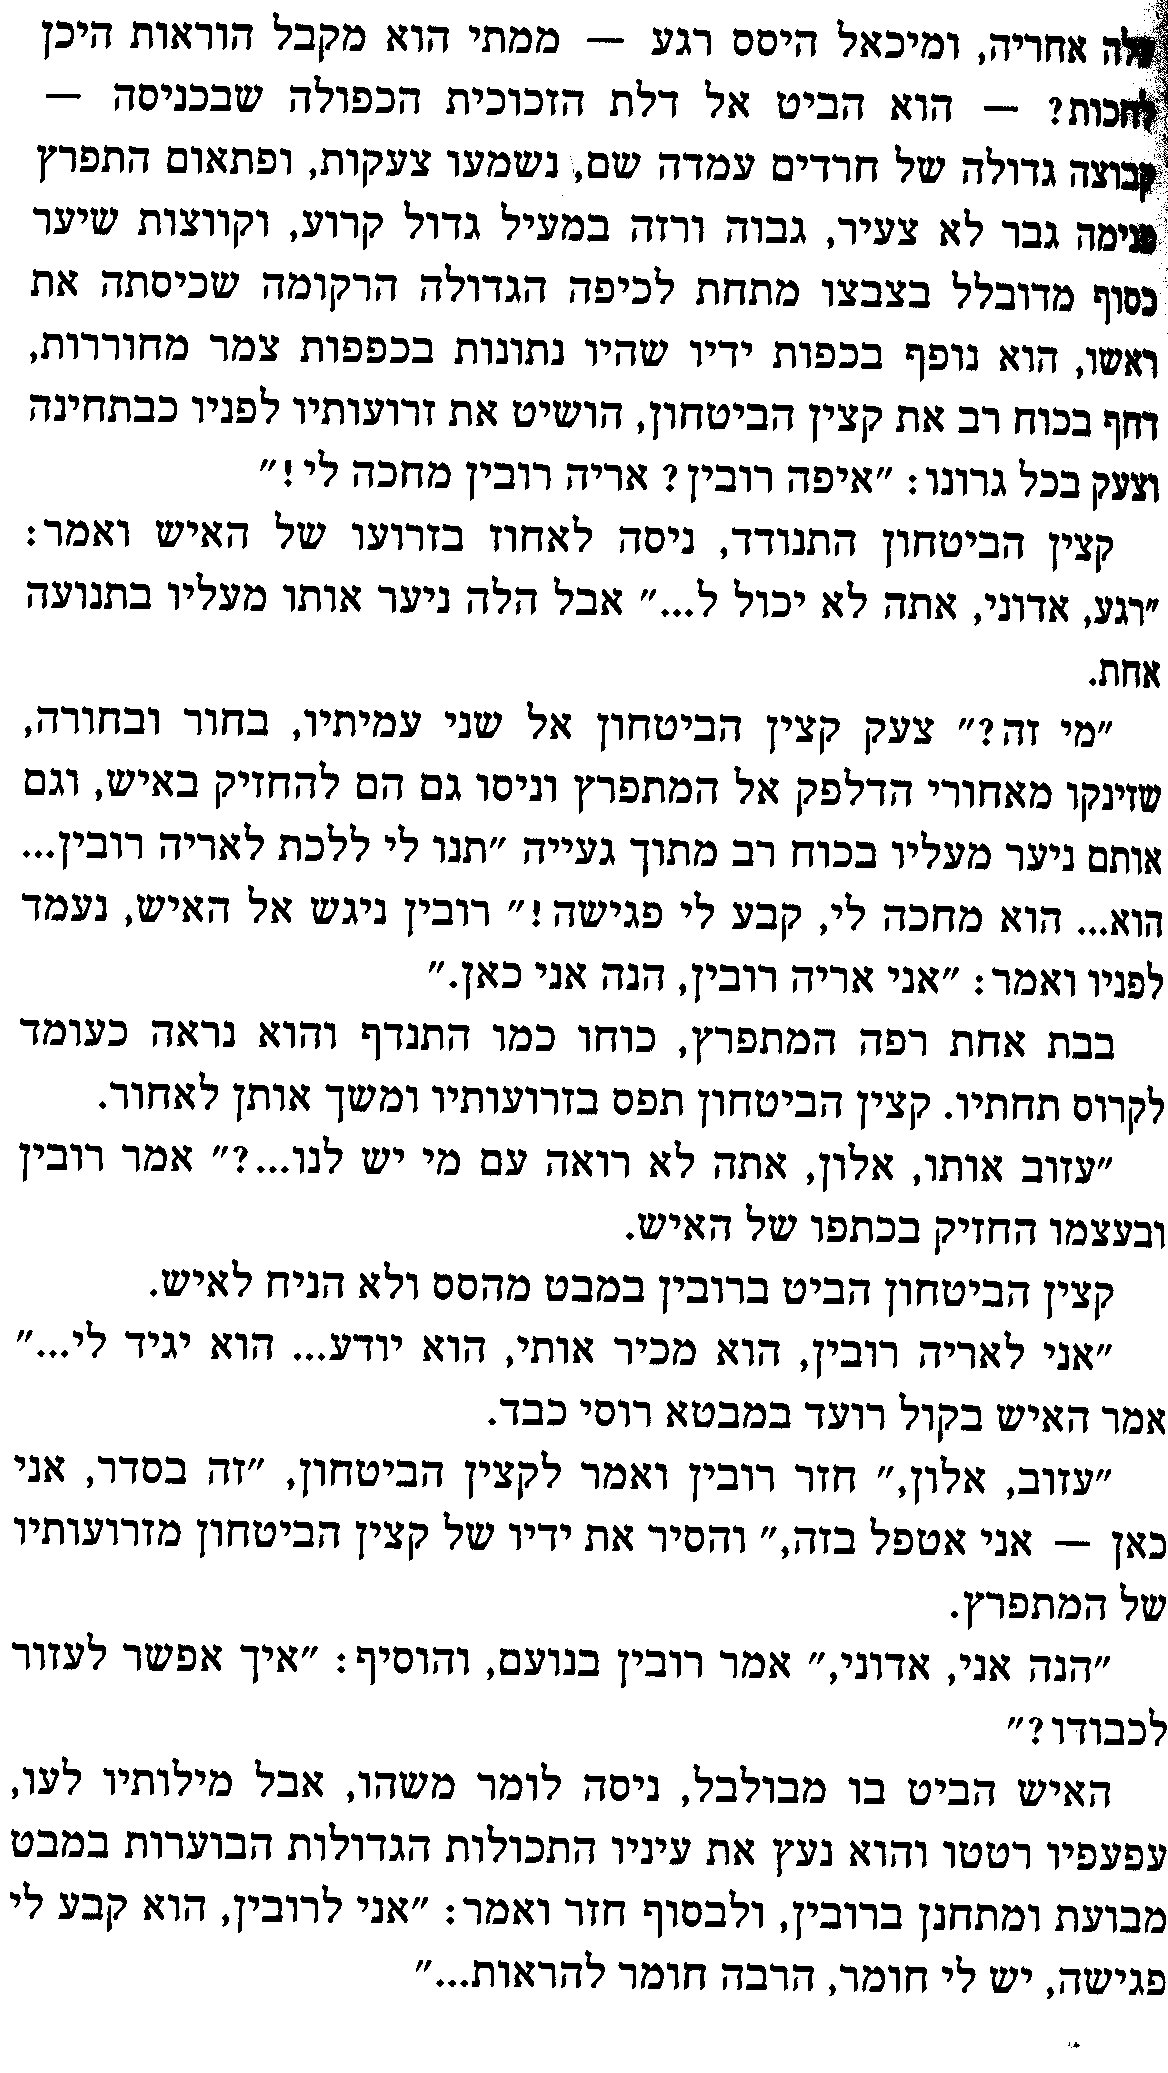 עלה אחריה, ומיכאל היסס רגע — ממתי הוא מקבל הוראות היכן
לחכות? — הוא הביט אל דלת הזכוכית הכפולה שבכניסה —
קבוצה גדולה של חרדים עמדה שם, נשמעו צעקות, ופתאום התפרץ
פנימה גבר לא צעיר, גבוה ורזה במעיל גדול קרוע, וקווצות שיער
כסוף מדובלל בצבצו מתחת לכיפה הגדולה הרקומה שכיסתה את
ראשו, הוא נופף בכפות ידיו שהיו נתונות בכפפות צמר מחוררות,
דחף בכוח רב את קצין הביטחון, הושיט את זרועותיו לפניו כבתחינה
וצעק בכל גרונו: "איפה רובין? אריה רובין מחכה לי!"
קצין הביטחון התנודד, ניסה לאחוז בזרועו של האיש ואמר:
"רגע, אדוני, אתה לא יכול ל..." אבל הלה ניער אותו מעליו בתנועה
אחת.
"מי זה?" צעק קצין הביטחון אל שני עמיתיו, בחור ובחורה,
שזינקו מאחורי הדלפק אל המתפרץ וניסו גם הם להחזיק באיש, וגם
אותם ניער מעליו בכוח רב מתוך געייה "תנו לי ללכת לאריה רובין...
הוא... הוא מחכה לי, קבע לי פגישה!" רובין ניגש אל האיש, נעמד
לפניו ואמר: "אני אריה רובין, הנה אני כאן."
בבת אחת רפה המתפרץ, כוחו כמו התנדף והוא נראה כעומד
לקרוס תחתיו. קצין הביטחון תפס בזרועותיו ומשך אותן לאחור.
"עזוב אותו, אלון, אתה לא רואה עם מי יש לנו...?" אמר רובין
ובעצמו החזיק בכתפו של האיש.
קצין הביטחון הביט ברובין במבט מהסס ולא הניח לאיש.
"אני לאריה רובין, הוא מכיר אותי, הוא יודע... הוא יגיד לי..."
אמר האיש בקול רועד במבטא רוסי כבד.
"עזוב, אלון," חזר רובין ואמר לקצין הביטחון, "זה בסדר, אני
כאן — אני אטפל בזה," והסיר את ידיו של קצין הביטחון מזרועותיו
של המתפרץ.
"הנה אני, אדוני," אמר רובין בנועם, והוסיף: "איך אפשר לעזור
לכבודו?"
האיש הביט בו מבולבל, ניסה לומר משהו, אבל מילותיו לעו,
עפעפיו רטטו והוא נעץ את עיניו התכולות הגדולות הבוערות במבט
מבועת ומתחנן ברובין, ולבסוף חזר ואמר: "אני לרובין, הוא קבע לי
פגישה, יש לי חומר, הרבה חומר להראות..."